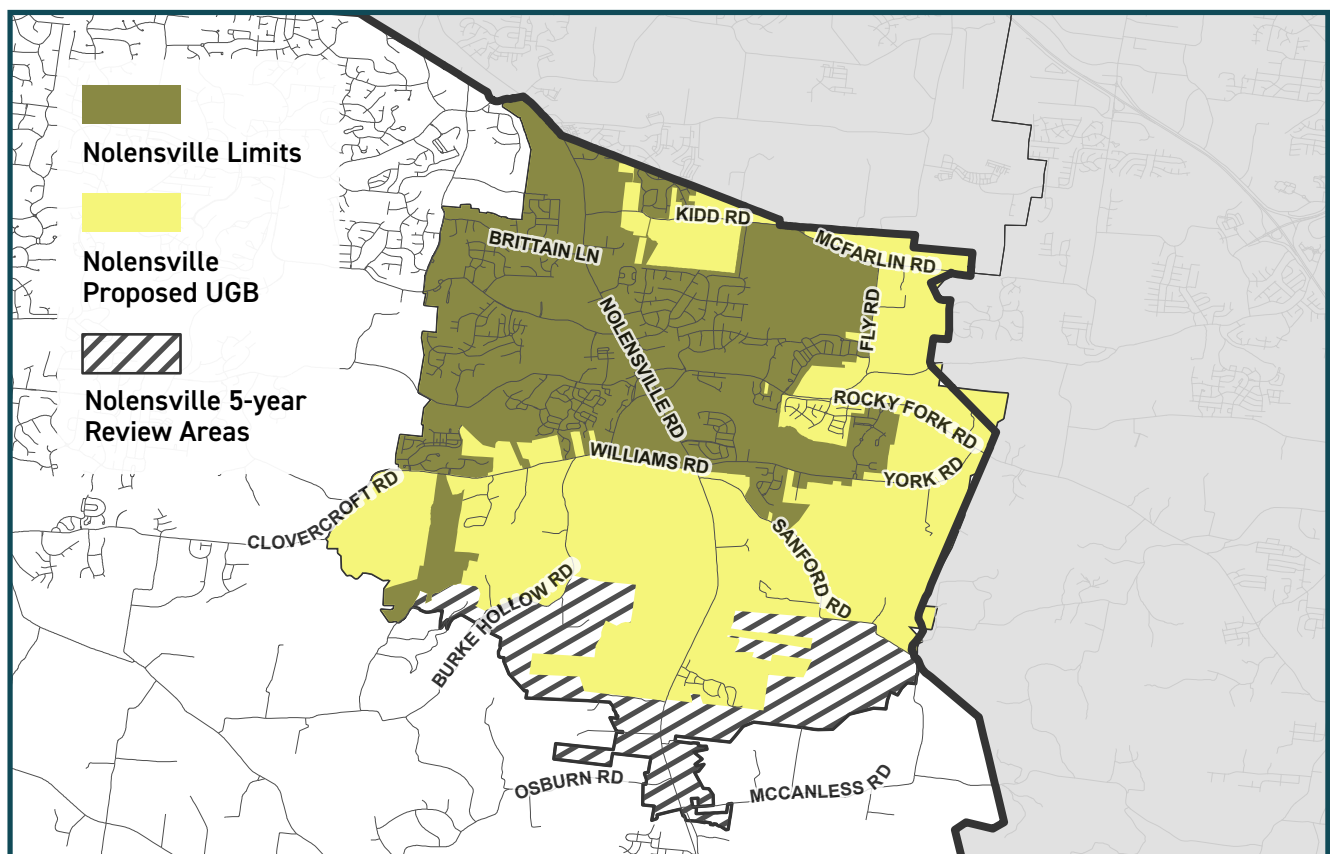 Nolensville Limits
Nolensville
Proposed UGB
Nolensville 5-year
Review Areas
KIDD RD
MCFARLIN RD
BRITTAIN LN
NOLENSVILLE RD
FLY RD
ROCKY FORK RD
WILLIAMS RD
YORK RD
CLOVERCROFT RD
SANFORD RD
BURKE HOLLOW RD
OSBURN RD
MCCANLESS RD